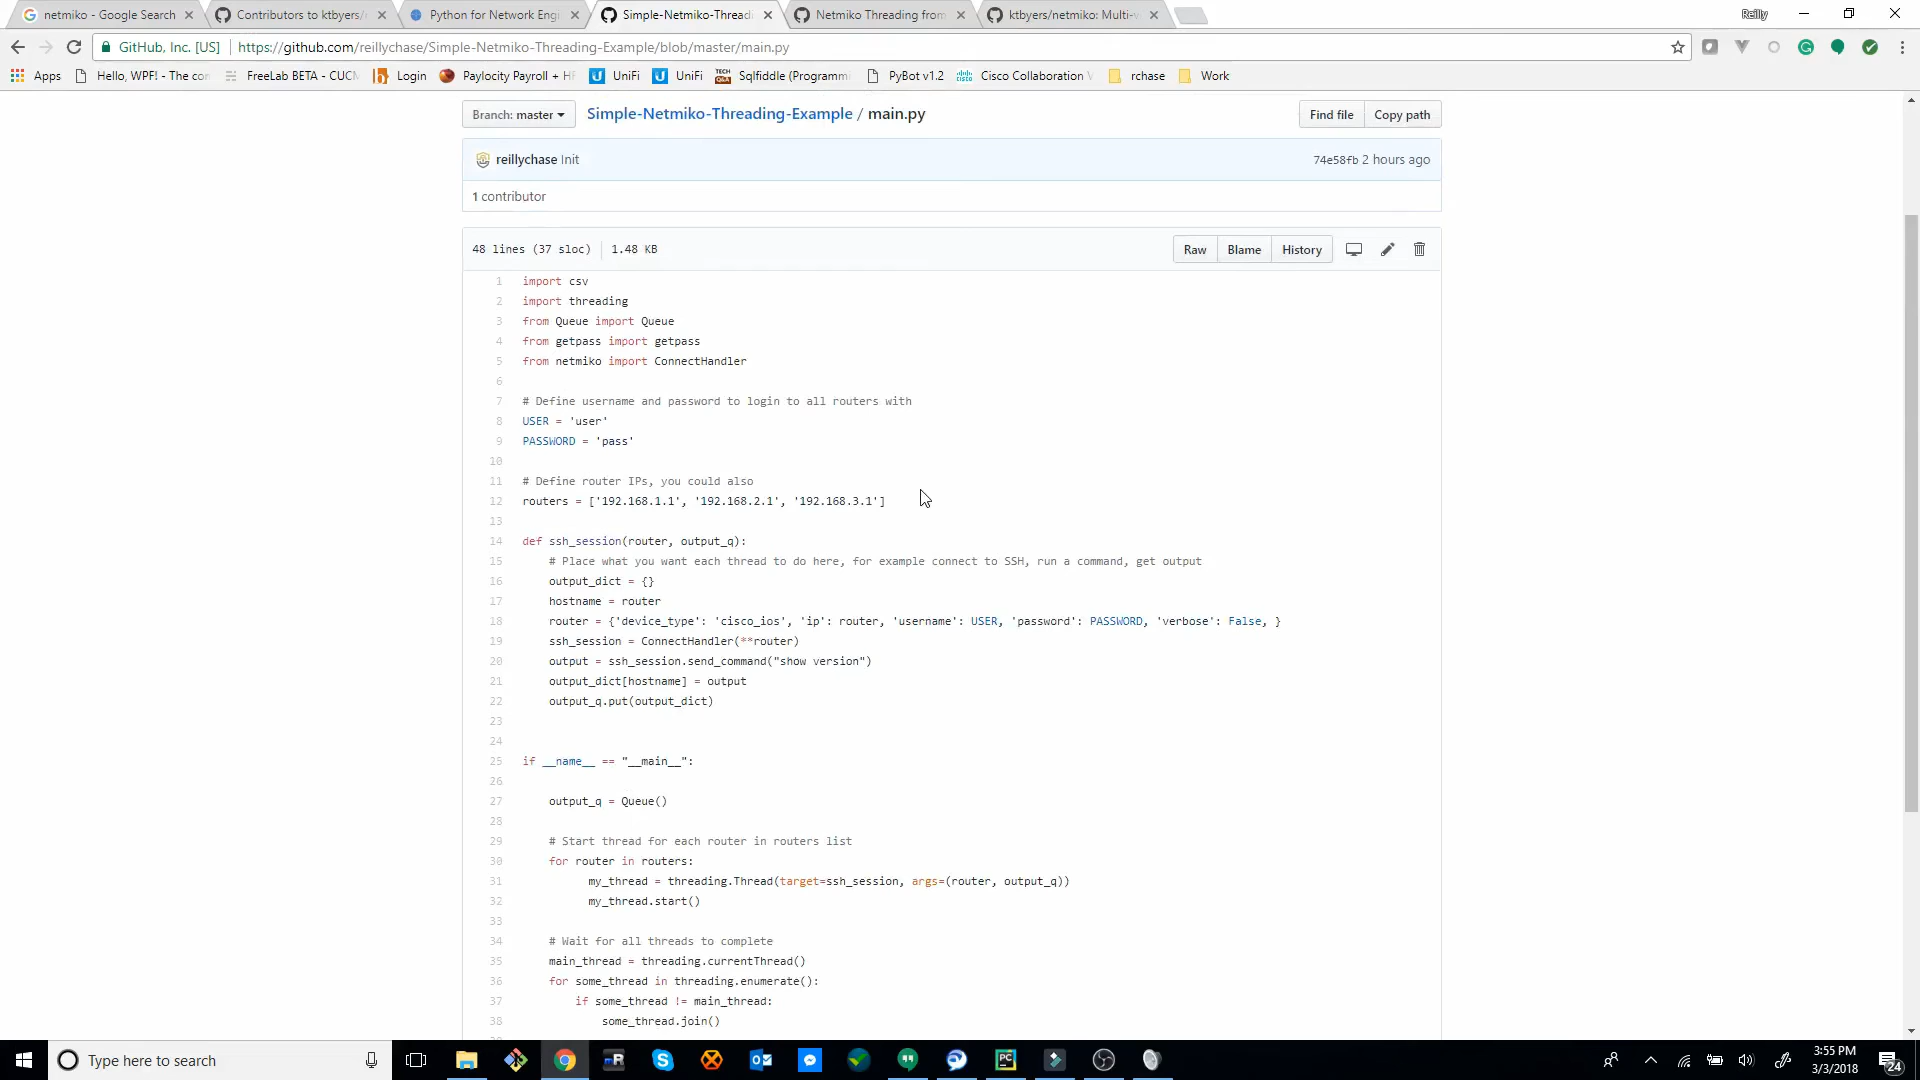 netmiko - Google Search
Contributors to ktbyers/
Python for Network Eng
Simple-Netmiko-Threadi
Netmiko Threading from
ktbyers/netmiko: Multi-v
Reilly
GitHub, Inc. [US]
https://github.com/reillychase/Simple-Netmiko-Threading-Example/blob/master/main.py
Apps
Hello, WPF! - The co
FreeLab BETA - CUC
Login
Paylocity Payroll + H
UniFi
UniFi
Sqlfiddle (Programm
PyBot v1.2
Cisco Collaboration
rchase
Work
Branch: master
Simple-Netmiko-Threading-Example / main.py
Find file
Copy path
reillychase Init
74e58fb 2 hours ago
1 contributor
48 lines (37 sloc)
1.48 KB
Raw
Blame
History
1 import csv
2 import threading
3 from Queue import Queue
4 from getpass import getpass
5 from netmiko import ConnectHandler
6
7 # Define username and password to login to all routers with
8 USER = 'user'
9 PASSWORD = 'pass'
10
11 # Define router IPs, you could also
12 routers = ['192.168.1.1', '192.168.2.1', '192.168.3.1']
13
14 def ssh_session(router, output_q):
15 # Place what you want each thread to do here, for example connect to SSH, run a command, get output
16 output_dict = {}
17 hostname = router
18 router = {'device_type': 'cisco_ios', 'ip': router, 'username': USER, 'password': PASSWORD, 'verbose': False, }
19 ssh_session = ConnectHandler(**router)
20 output = ssh_session.send_command("show version")
21 output_dict[hostname] = output
22 output_q.put(output_dict)
23
24
25 if __name__ == "__main__":
26
27 output_q = Queue()
28
29 # Start thread for each router in routers list
30 for router in routers:
31 my_thread = threading.Thread(target=ssh_session, args=(router, output_q))
32 my_thread.start()
33
34 # Wait for all threads to complete
35 main_thread = threading.currentThread()
36 for some_thread in threading.enumerate():
37 if some_thread != main_thread:
38 some_thread.join()
Type here to search
3:55 PM
3/3/2018
24